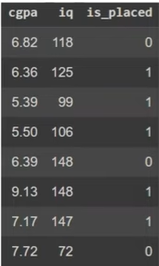 cgpa iq is_placed
6.82 118 0
6.36 125 1
5.39 99 1
5.50 106 1
6.39 148 0
9.13 148 1
7.17 147 1
7.72 72 0